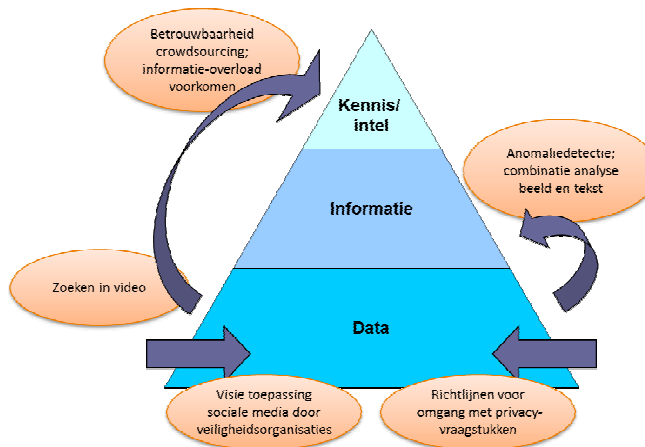 Betrouwbaarheid
crowdsourcing;
informatie-overload
voorkomen
Kennis/
intel
Anomaliedetectie;
combinatie analyse
beeld en tekst
Informatie
Zoeken in video
Data
Visie toepassing
sociale media door
veiligheidsorganisaties
Richtlijnen voor
omgang met privacy-
vraagstukken